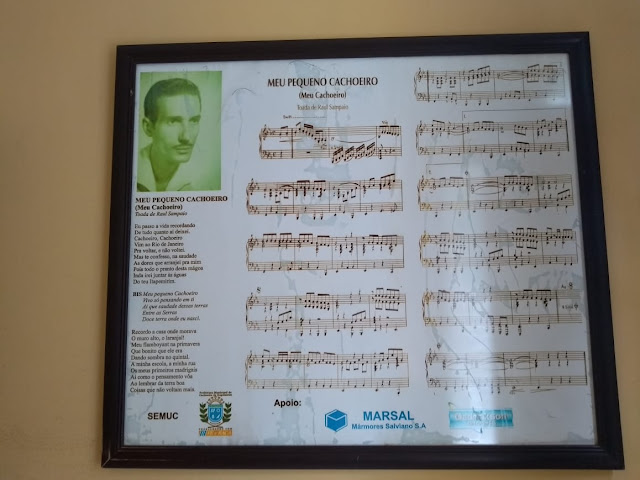 MEU PEQUENO CACHOEIRO
(Meu Cachoeiro)
Toada de Raul Sampaio
MEU PEQUENO CACHOEIRO
(Meu Cachoeiro)
Toada de Raul Sampaio
Eu passo a vida recordando
De tudo quanto aí deixei.
Cachoeiro, Cachoeiro
Vim ao Rio de Janeiro
Pra voltar, e não voltei.
Mas te confesso, na saudade
As dores que arranjei pra mim
Pois todo o pranto destas mágoas
Inda irei juntar às águas
Do teu Itapemirim.
BIS Meu pequeno Cachoeiro
Vivo só pensando em ti
Ai que saudade dessas terras
Entre as Serras
Doce terra onde eu nasci.
Recordo a casa onde morava
O muro alto, o laranjal
Meu flamboyant na primavera
Que bonito que ele era
Dando sombra no quintal.
A minha escola, a minha rua
Os meus primeiros madrigais
Ai como o pensamento vôa
Ao lembrar da terra boa
Coisas que não voltam mais.
SEMUC
Apoio:
MARSAL
Mármores Salviano S.A